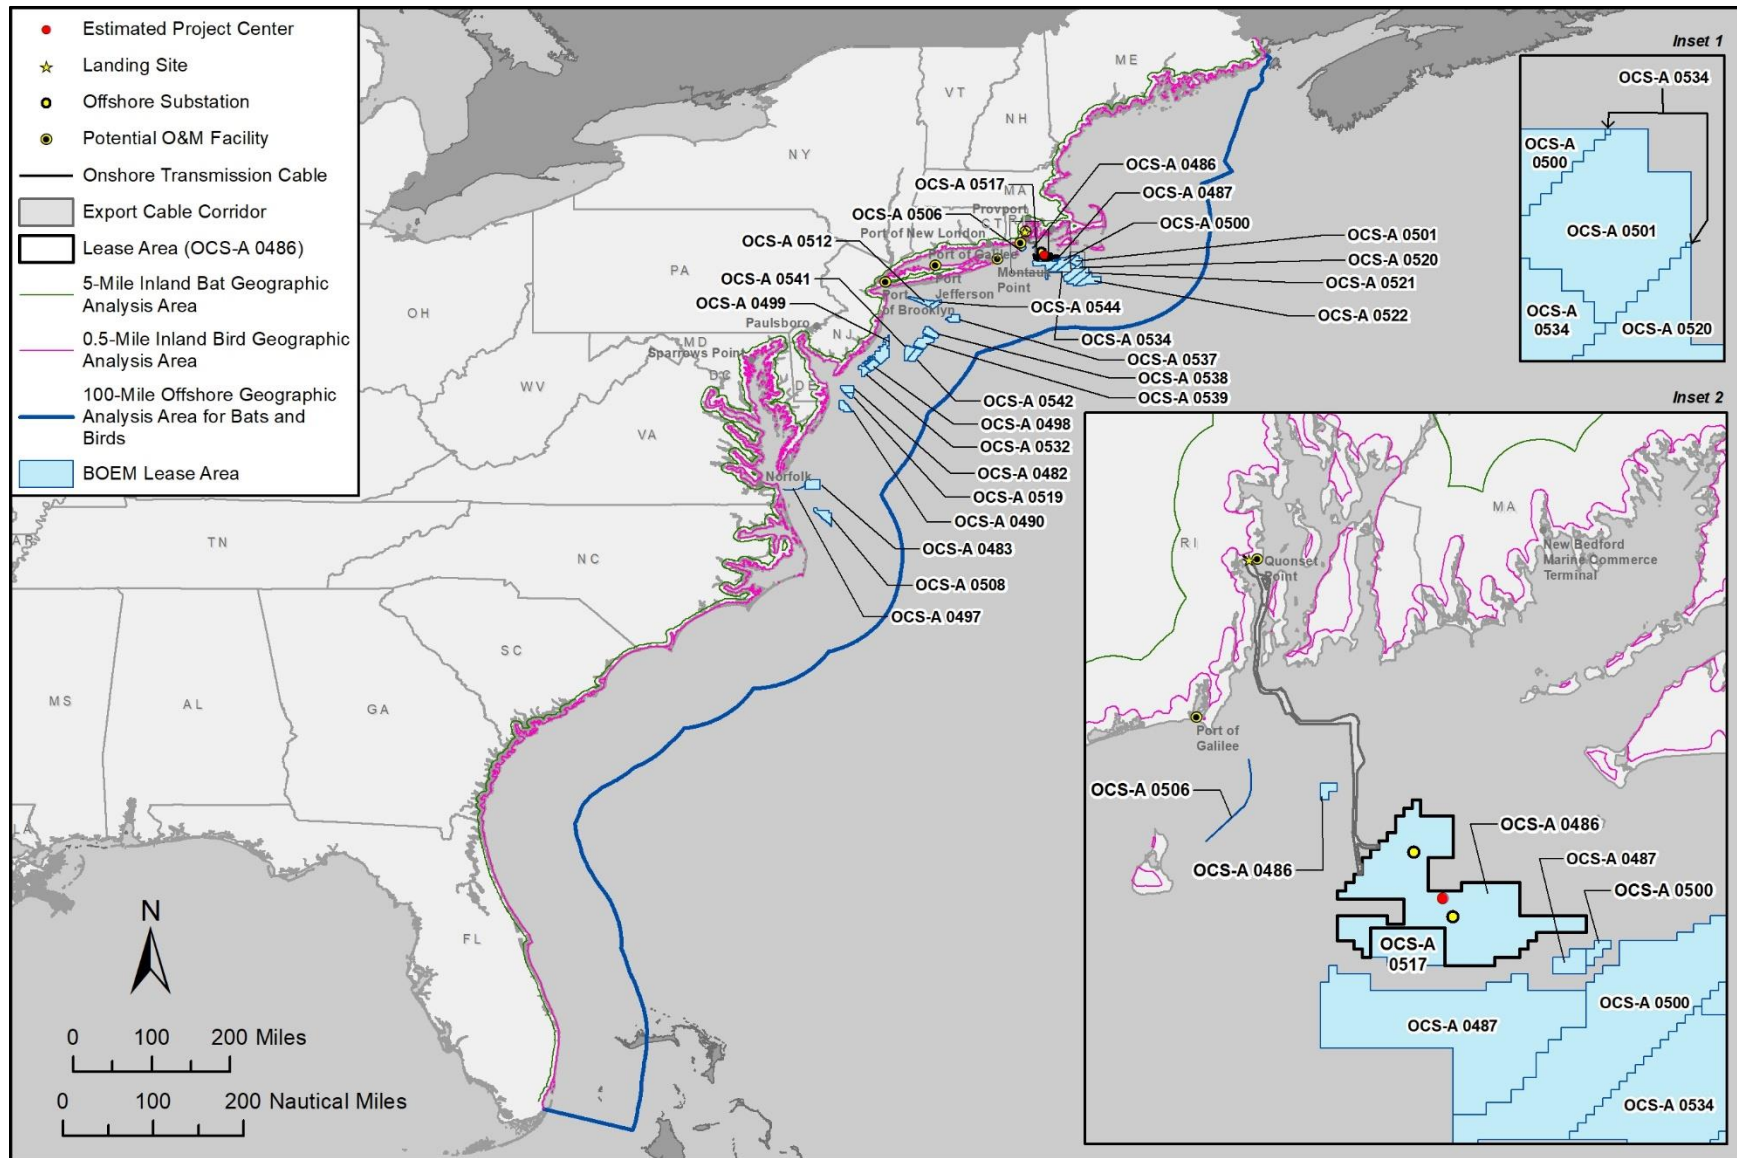 Estimated Project Center
Landing Site
Offshore Substation
Potential O&M Facility
Onshore Transmission Cable
Export Cable Corridor
Lease Area (OCS-A 0486)
5-Mile Inland Bat Geographic
Analysis Area
0.5-Mile Inland Bird Geographic
Analysis Area
100-Mile Offshore Geographic
Analysis Area for Bats and
Birds
BOEM Lease Area
ME
VT
NH
NY
MA
CT
RI
PA
NJ
OH
MD
DC
DE
WV
VA
TN
NC
AR
SC
MS
AL
GA
LA
FL
OCS-A 0486
OCS-A 0517
OCS-A 0487
Provport
OCS-A 0506
OCS-A 0500
Port of New London
OCS-A 0501
OCS-A 0512
OCS-A 0520
Port of Galilee
OCS-A 0541
Montauk
Point
OCS-A 0521
Port
Jefferson
OCS-A 0499
Port
of Brooklyn
OCS-A 0544
OCS-A 0522
Paulsboro
OCS-A 0534
Sparrows Point
OCS-A 0537
OCS-A 0538
OCS-A 0539
OCS-A 0542
OCS-A 0498
OCS-A 0532
OCS-A 0482
Norfolk
OCS-A 0519
OCS-A 0490
OCS-A 0483
OCS-A 0508
OCS-A 0497
N
0 100 200 Miles
0 100 200 Nautical Miles
Inset 1
OCS-A 0534
OCS-A
0500
OCS-A 0501
OCS-A
0534
OCS-A 0520
Inset 2
MA
RI
Quonset
Point
New Bedford
Marine Commerce
Terminal
Port of
Galilee
OCS-A 0506
OCS-A 0486
OCS-A 0486
OCS-A 0487
OCS-A 0500
OCS-A
0517
OCS-A 0500
OCS-A 0487
OCS-A 0534